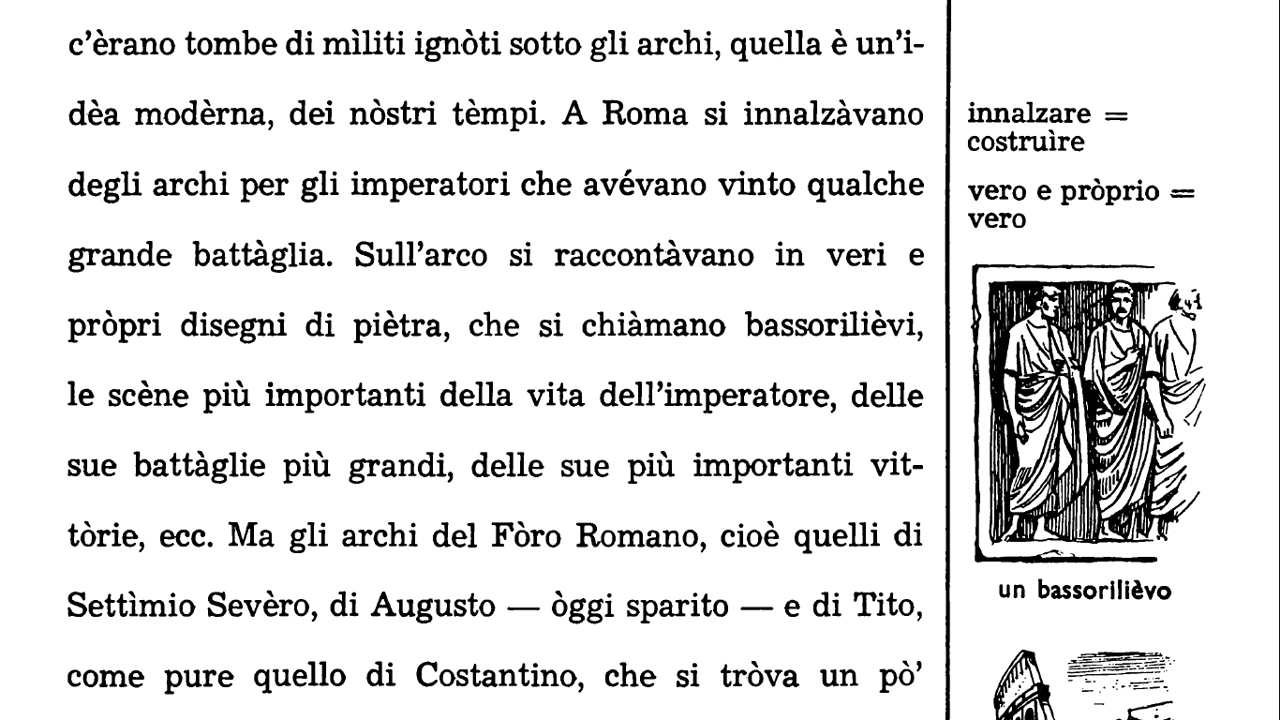 c'èrano tombe di mìliti ignòti sotto gli archi, quella è un'i-
dèa modèrna, dei nòstri tèmpi. A Roma si innalzàvano
degli archi per gli imperatori che avévano vinto qualche
grande battàglia. Sull'arco si raccontàvano in veri e
pròpri disegni di piètra, che si chiàmano bassorilièvi,
le scène più importanti della vita dell'imperatore, delle
sue battàglie più grandi, delle sue più importanti vit-
tòrie, ecc. Ma gli archi del Fòro Romano, cioè quelli di
Settìmio Sevèro, di Augusto — òggi sparito — e di Tito,
come pure quello di Costantino, che si tròva un pò'
innalzare =
costruìre
vero e pròprio =
vero
un bassorilièvo